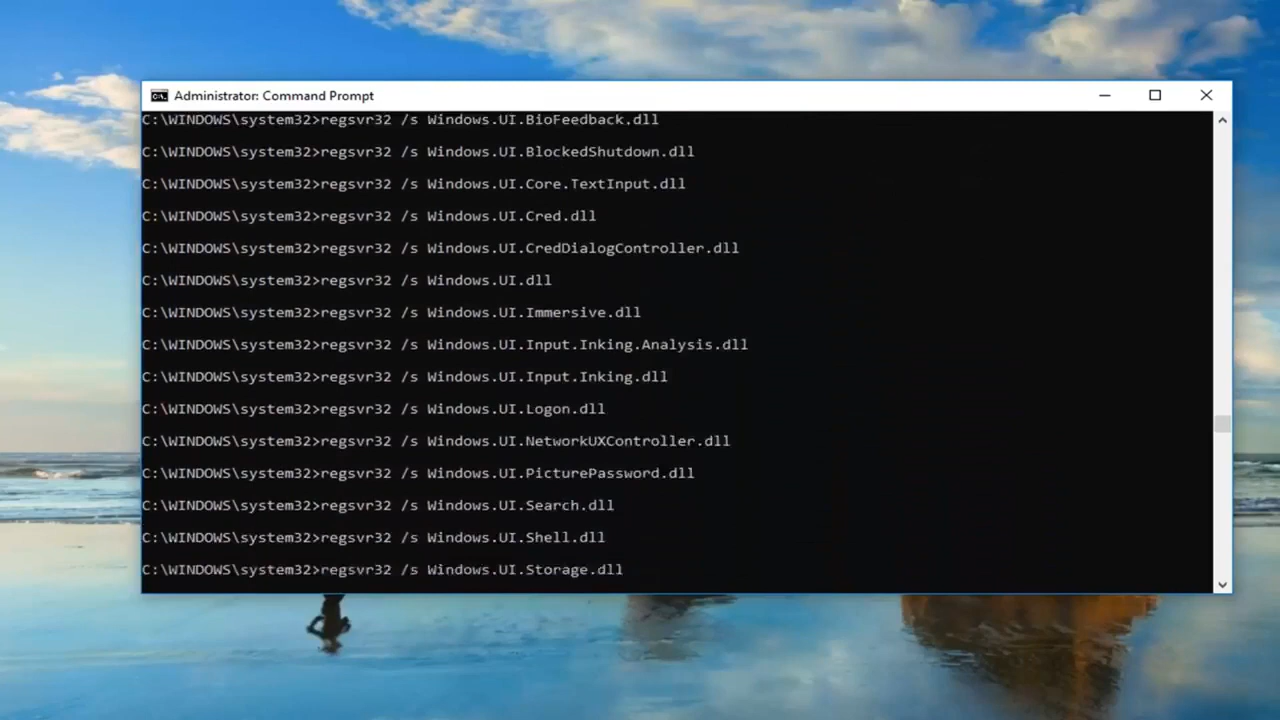 Administrator: Command Prompt
C:\WINDOWS\system32>regsvr32 /s Windows.UI.BioFeedback.dll
C:\WINDOWS\system32>regsvr32 /s Windows.UI.BlockedShutdown.dll
C:\WINDOWS\system32>regsvr32 /s Windows.UI.Core.TextInput.dll
C:\WINDOWS\system32>regsvr32 /s Windows.UI.Cred.dll
C:\WINDOWS\system32>regsvr32 /s Windows.UI.CredDialogController.dll
C:\WINDOWS\system32>regsvr32 /s Windows.UI.dll
C:\WINDOWS\system32>regsvr32 /s Windows.UI.Immersive.dll
C:\WINDOWS\system32>regsvr32 /s Windows.UI.Input.Inking.Analysis.dll
C:\WINDOWS\system32>regsvr32 /s Windows.UI.Input.Inking.dll
C:\WINDOWS\system32>regsvr32 /s Windows.UI.Logon.dll
C:\WINDOWS\system32>regsvr32 /s Windows.UI.NetworkUXController.dll
C:\WINDOWS\system32>regsvr32 /s Windows.UI.PicturePassword.dll
C:\WINDOWS\system32>regsvr32 /s Windows.UI.Search.dll
C:\WINDOWS\system32>regsvr32 /s Windows.UI.Shell.dll
C:\WINDOWS\system32>regsvr32 /s Windows.UI.Storage.dll